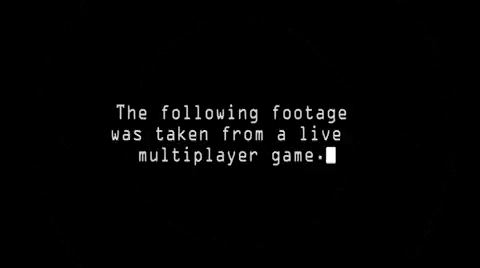 The following footage
was taken from a live
multiplayer game.